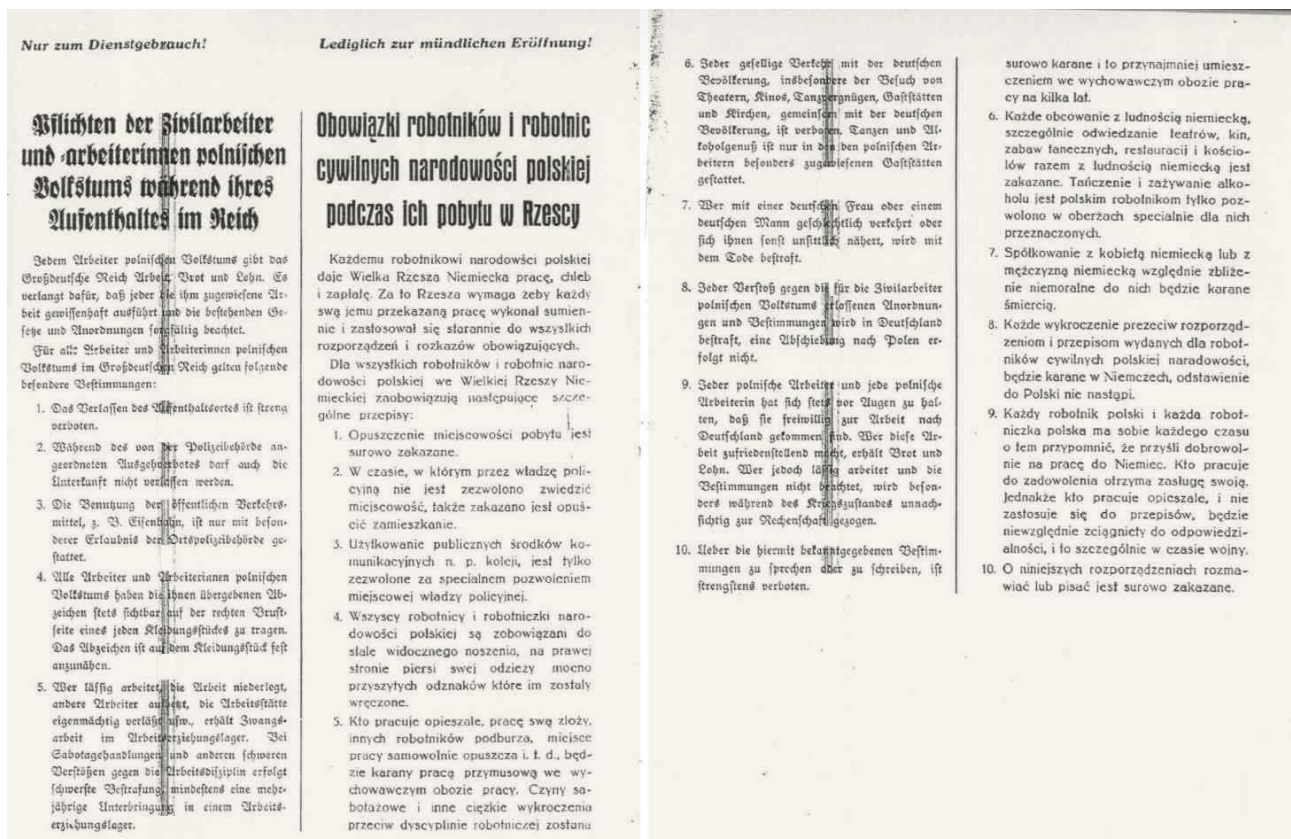 Nur zum Dienstgebrauch!
Lediglich zur mündlichen Eröffnung!
Pflichten der Zivilarbeiter
und -arbeiterinnen polnischen
Volkstums während ihres
Aufenthaltes im Reich
Jedem Arbeiter polnischen Volkstums gibt das
Großdeutsche Reich Arbeit, Brot und Lohn. Es
verlangt dafür, daß jeder die ihm zugewiesene Ar-
beit gewissenhaft ausführt und die bestehenden Ge-
setze und Anordnungen sorgfältig beachtet.
Für alle Arbeiter und Arbeiterinnen polnischen
Volkstums im Großdeutschen Reich gelten folgende
besondere Bestimmungen:
1. Das Verlassen des Aufenthaltsortes ist streng
verboten.
2. Während des von der Polizeibehörde an-
geordneten Ausgehverbotes darf auch die
Unterkunft nicht verlassen werden.
3. Die Benutzung der öffentlichen Verkehrs-
mittel, z. B. Eisenbahn, ist nur mit beson-
derer Erlaubnis der Ortspolizeibehörde ge-
stattet.
4. Alle Arbeiter und Arbeiterinnen polnischen
Volkstums haben die ihnen übergebenen Ab-
zeichen stets sichtbar auf der rechten Brust-
seite eines jeden Kleidungsstückes zu tragen.
Das Abzeichen ist auf dem Kleidungsstück fest
anzunähen.
5. Wer lässig arbeitet, die Arbeit niederlegt,
andere Arbeiter aufhetzt, die Arbeitsstätte
eigenmächtig verläßt usw., erhält Zwangs-
arbeit im Arbeitserziehungslager. Bei
Sabotagehandlungen und anderen schweren
Verstößen gegen die Arbeitsdisziplin erfolgt
schwerste Bestrafung, mindestens eine mehr-
jährige Unterbringung in einem Arbeits-
erziehungslager.
Obowiązki robotników i robotnic
cywilnych narodowości polskiej
podczas ich pobytu w Rzescy
Każdemu robotnikowi narodowści polskiej
daje Wielka Rzesza Niemiecka pracę, chleb
i zapłatę. Za to Rzesza wymaga żeby każdy
swą jemu przekazaną pracę wykonal sumien-
nie i zastosował się starannie do wszystkich
rozporządzeń i rozkazów obowiązujących.
Dla wszystkich robotników i robotnic naro-
dowości polskiej we Wielkiej Rzeszy Nie-
mieckiej znaobowiązują następujące szcze-
gólne przepisy:
1. Opuszczenie miejscowości pobytu jest
surowo zakazane.
2. W czasie, w którym przez władzę poli-
cyjną nie jest zezwolono zwiedzić
miejscowość, także zakazano jest opuś-
cić zamieszkanie.
3. Użytkowanie publicznych środków ko-
munikacyjnych n. p. koleji, jest tylko
zezwolone za specialnem pozwoleniem
miejscowej władzy policyjnej.
4. Wszyscy robotnicy i robotniczki naro-
dowości polskiej są zobowiązani do
stale widocznego noszenia, na prawej
stronie piersi swej odzieży mocno
przyszytych odznaków które im zostały
wręczone.
5. Kto pracuje opieszale, pracę swą zloży,
innych robotników podburza, miejsce
pracy samowolnie opuszcza i. t. d., będ-
zie karany pracą przymusową we wy-
chowawczym obozie pracy. Czyny sa-
botażowe i inne ciężkie wykroczenia
przeciw dyscyplinie robotniczej zostaną
6. Jeder gesellige Verkehr mit der deutschen
Bevölkerung, insbesondere der Besuch von
Theatern, Kinos, Tanzvergnügen, Gaststätten
und Kirchen, gemeinsam mit der deutschen
Bevölkerung, ist verboten. Tanzen und Al-
koholgenuß ist nur in den den polnischen Ar-
beitern besonders zugewiesenen Gaststätten
gestattet.
7. Wer mit einer deutschen Frau oder einem
deutschen Mann geschlechtlich verkehrt oder
sich ihnen sonst unsittlich nähert, wird mit
dem Tode bestraft.
8. Jeder Verstoß gegen die für die Zivilarbeiter
polnischen Volkstums erlassenen Anordnun-
gen und Bestimmungen wird in Deutschland
bestraft, eine Abschiebung nach Polen er-
folgt nicht.
9. Jeder polnische Arbeiter und jede polnische
Arbeiterin hat sich stets vor Augen zu hal-
ten, daß sie freiwillig zur Arbeit nach
Deutschland gekommen sind. Wer diese Ar-
beit zufriedenstellend macht, erhält Brot und
Lohn. Wer jedoch lässig arbeitet und die
Bestimmungen nicht beachtet, wird beson-
ders während des Kriegszustandes unnach-
sichtig zur Rechenschaft gezogen.
10. Ueber die hiermit bekanntgegebenen Bestim-
mungen zu sprechen oder zu schreiben, ist
strengstens verboten.
surowo karane i to przynajmniej umiesz-
czeniem we wychowawczym obozie pra-
cy na kilka lat.
6. Każde obcowanie z ludnością niemiecką,
szczególnie odwiedzanie teatrów, kin,
zabaw tanecznych, restauracji i kościo-
lów razem z ludnością niemiecką jest
zakazane. Tańczenie i zażywanie alko-
holu jest polskim robotnikom tylko poz-
wolono w oberżach specialnie dla nich
przeznaczonych.
7. Spólkowanie z kobietą niemiecką lub z
mężczyzną niemiecką względnie zbliże-
nie niemoralne do nich będzie karane
śmiercią.
8. Każde wykroczenie prezeciw rozporząd-
zeniom i przepisom wydanych dla robot-
ników cywilnych polskiej naradowości,
będzie karane w Niemczech, odstawienie
do Polski nie nastąpi.
9. Każdy robotnik polski i każda robot-
niczka polska ma sobie każdego czasu
o tem przypomnić, że przyśli dobrowol-
nie na pracę do Niemiec. Kto pracuje
do zadowolenia otrzyma zasługę swoją.
Jednakże kto pracuje opieszale, i nie
zastosuje się do przepisów, będzie
niewzględnie zciągniety do odpowiedzi-
alności, i to szczególnie w czasie wojny.
10. O niniejszych rozporządzeniach rozma-
wiać lub pisać jest surowo zakazane.